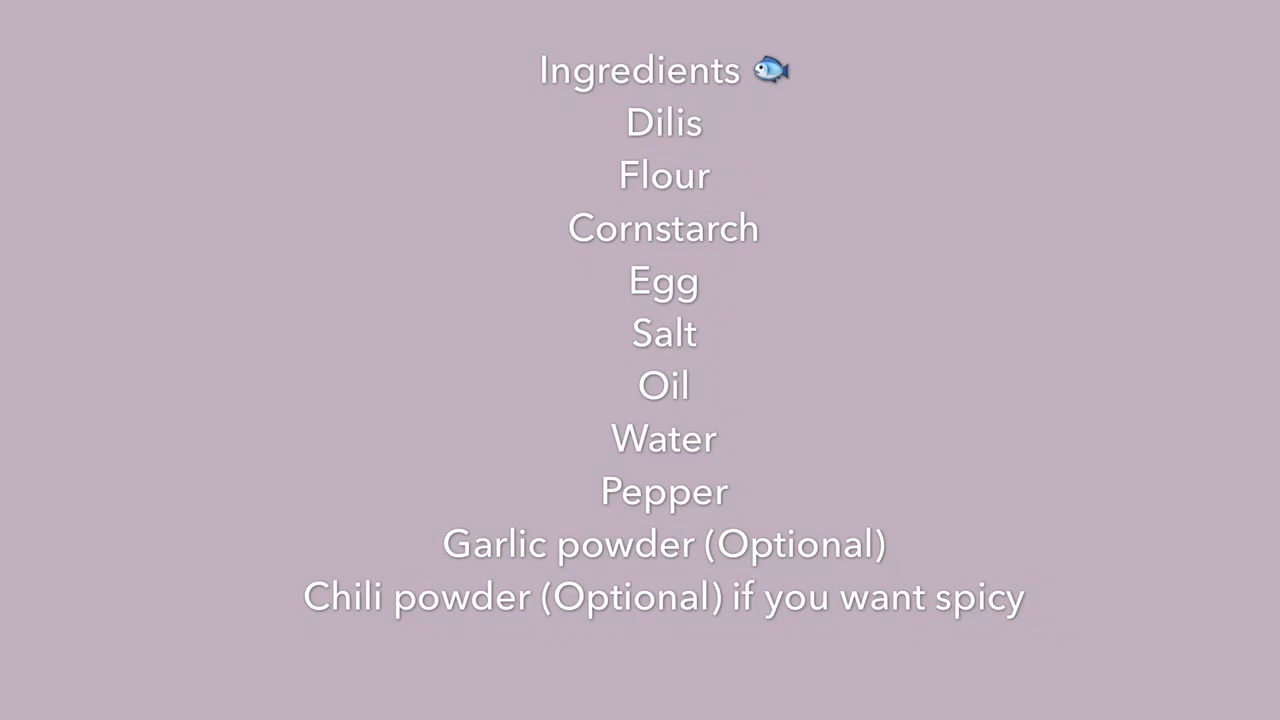 Ingredients 🐟
Dilis
Flour
Cornstarch
Egg
Salt
Oil
Water
Pepper
Garlic powder (Optional)
Chili powder (Optional) if you want spicy